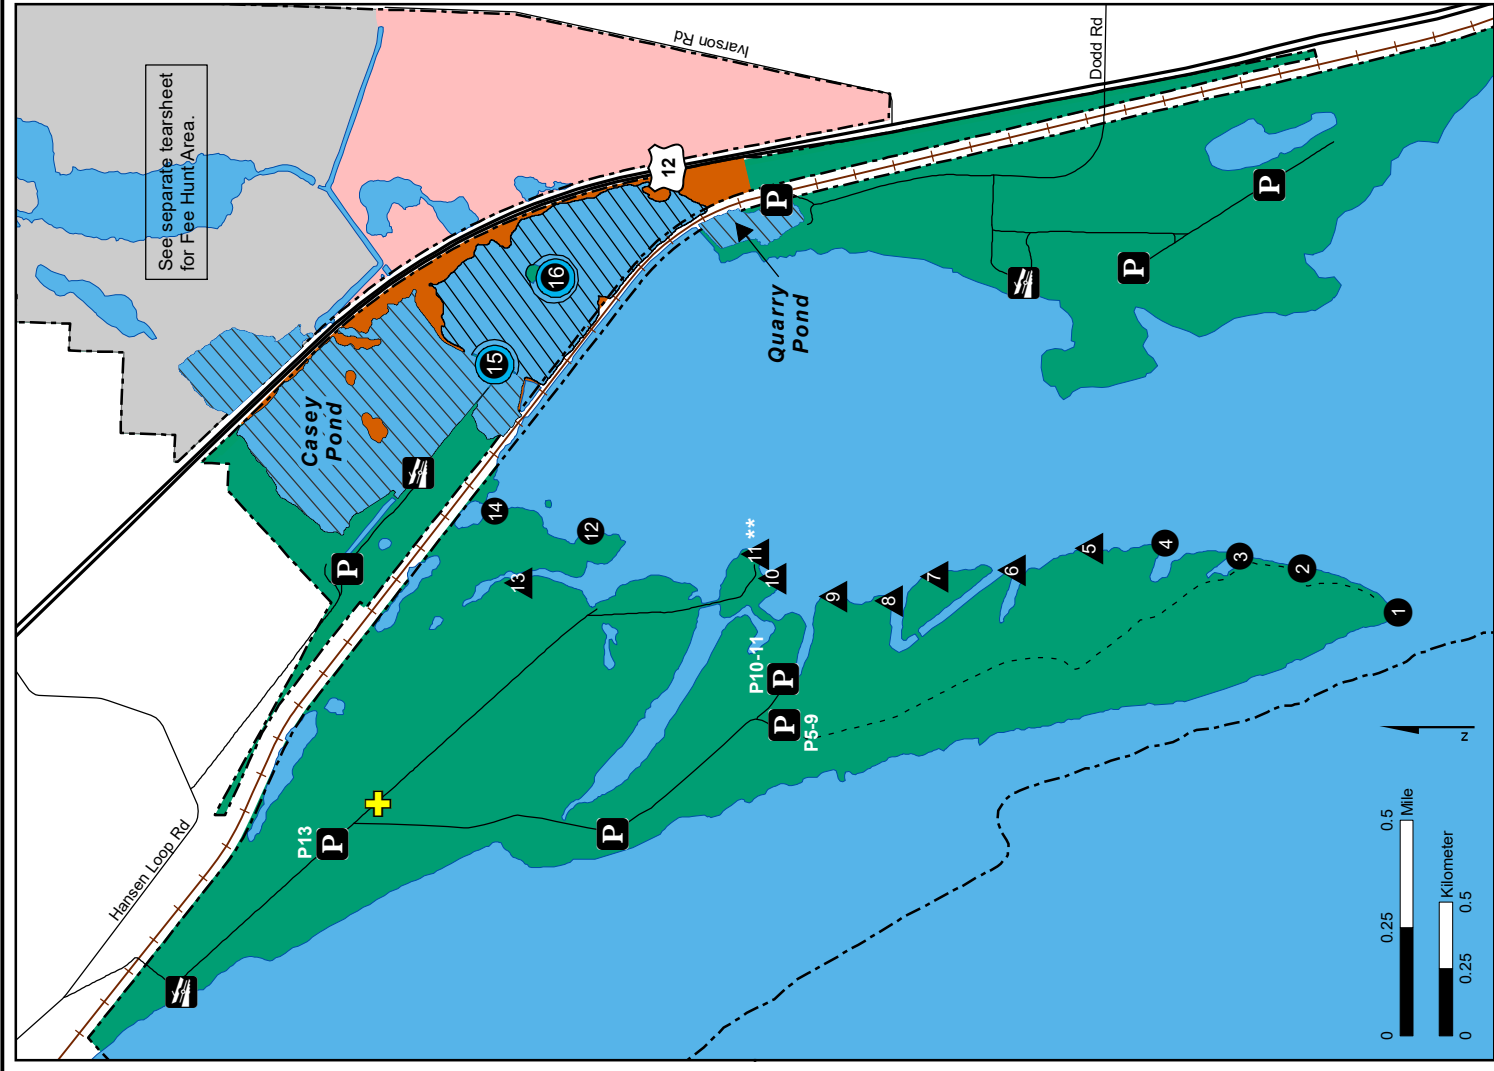 See separate tearsheet
for Fee Hunt Area.
Ivarson Rd
Dodd Rd
12
16
15
Casey
Pond
Quarry
Pond
P
P
P
P
14
12
13
11 **
10
9
8
7
6
5
4
3
2
1
P10-11
P
P
P5-9
P13
P
P
Hansen Loop Rd
N
0
0.25
0.5
Mile
0
0.25
0.5
Kilometer